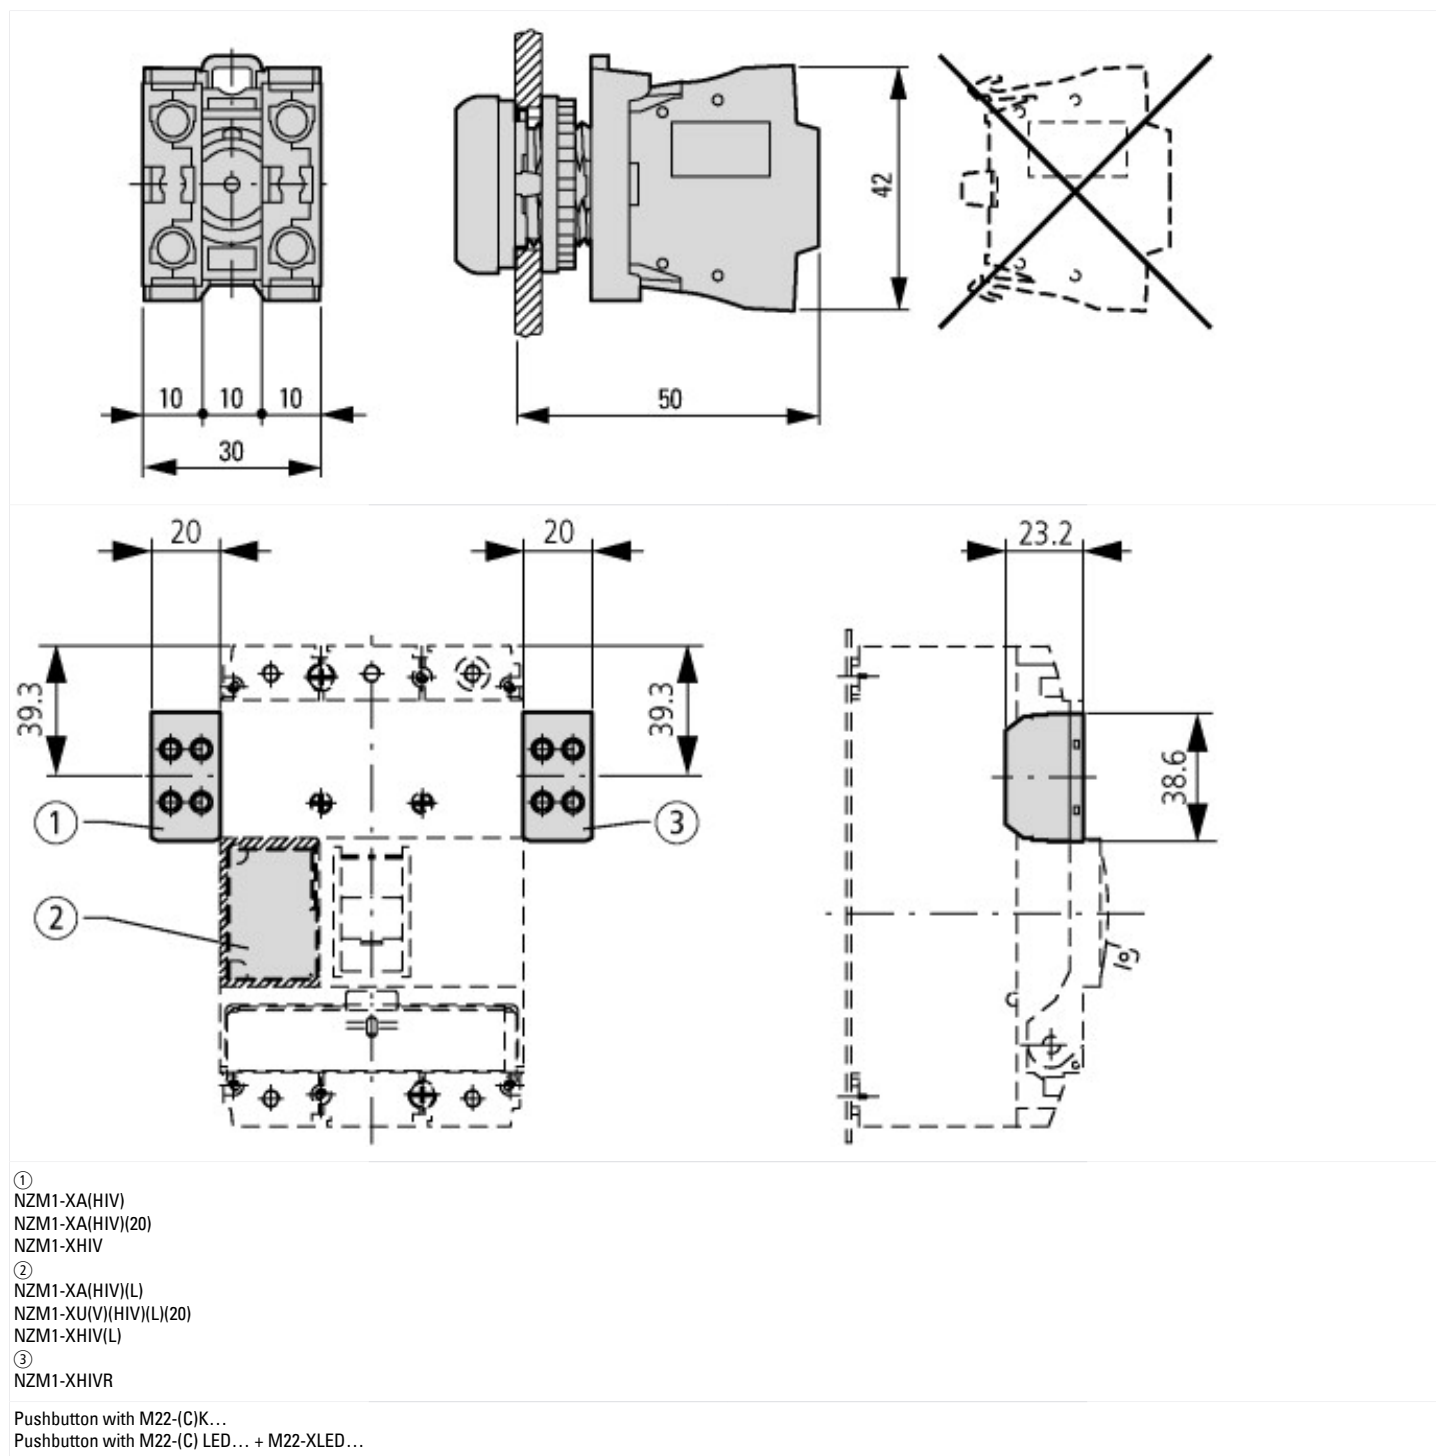 42
10 10 10
50
30
20
20
23.2
39.3
39.3
38.6
①
③
②
①
NZM1-XA(HIV)
NZM1-XA(HIV)(20)
NZM1-XHIV
②
NZM1-XA(HIV)(L)
NZM1-XU(V)(HIV)(L)(20)
NZM1-XHIV(L)
③
NZM1-XHIVR
Pushbutton with M22-(C)K…
Pushbutton with M22-(C) LED… + M22-XLED…